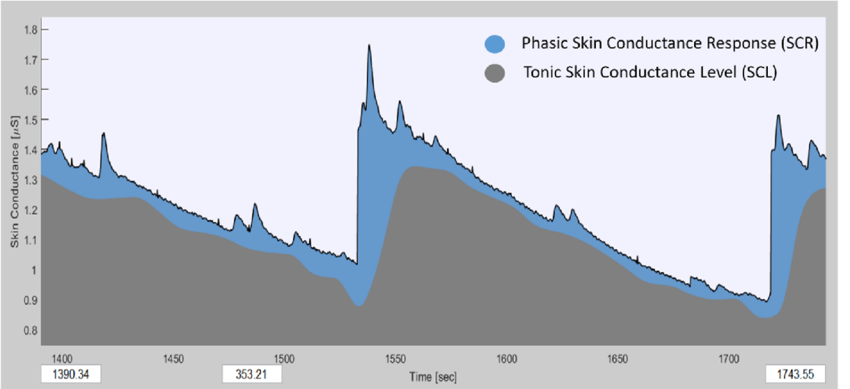 Phasic Skin Conductance Response (SCR)
Tonic Skin Conductance Level (SCL)
Skin Conductance [µS]
1.8
1.7
1.6
1.5
1.4
1.3
1.2
1.1
1
0.9
0.8
1400 1450 1500 1550 1600 1650 1700
Time [sec]
1390.34 353.21 1743.55